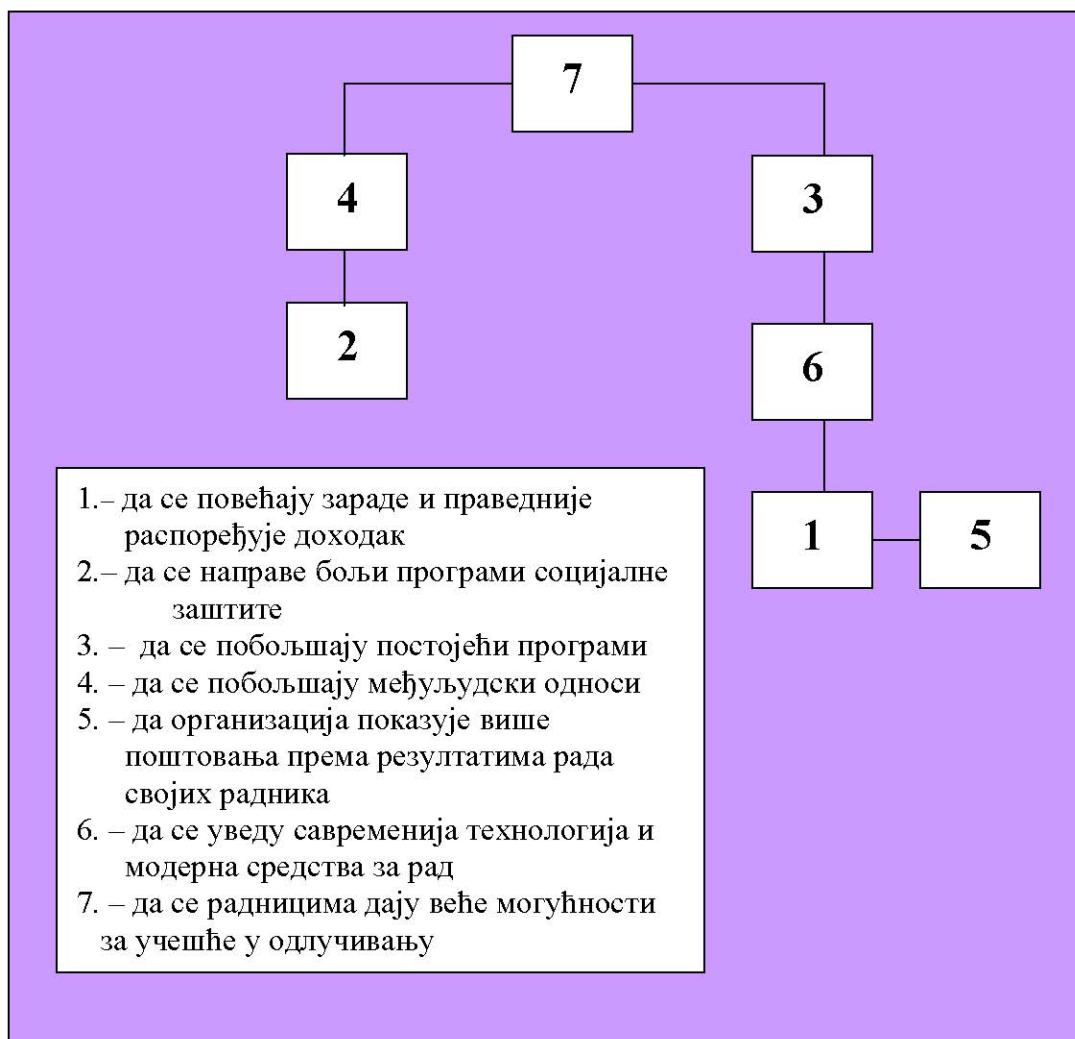 7
4
3
2
6
1
5
1.– да се повећају зараде и праведније
распоређује доходак
2.– да се направе бољи програми социјалне
заштите
3. – да се побољшају постојећи програми
4. – да се побољшају међуљудски односи
5. – да организација показује више
поштовања према резултатима рада
својих радника
6. – да се уведу савременија технологија и
модерна средства за рад
7. – да се радницима дају веће могућности
за учешће у одлучивању